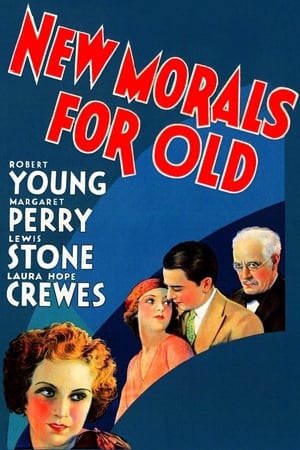 NEW MORALS
FOR OLD
ROBERT
YOUNG
MARGARET
PERRY
LEWIS
STONE
LAURA HOPE
CREWES